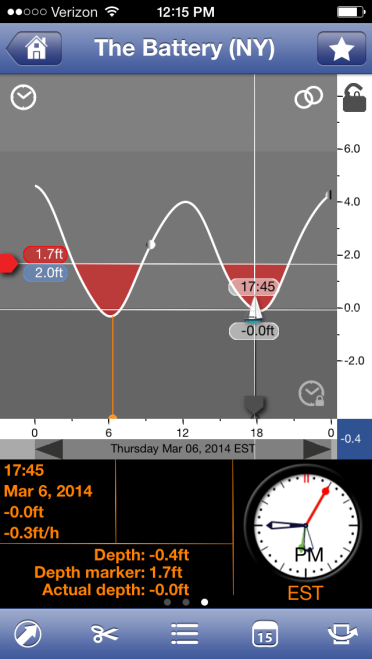 Verizon 12:15 PM
The Battery (NY)
6.0
4.0
1.7ft
2.0
2.0ft
17:45
0.0
-0.0ft
-2.0
0 6 12 18 0
-0.4
Thursday Mar 06, 2014 EST
17:45
Mar 6, 2014
-0.0ft
-0.3ft/h
Depth: -0.4ft
Depth marker: 1.7ft
Actual depth: -0.0ft
PM
EST
15